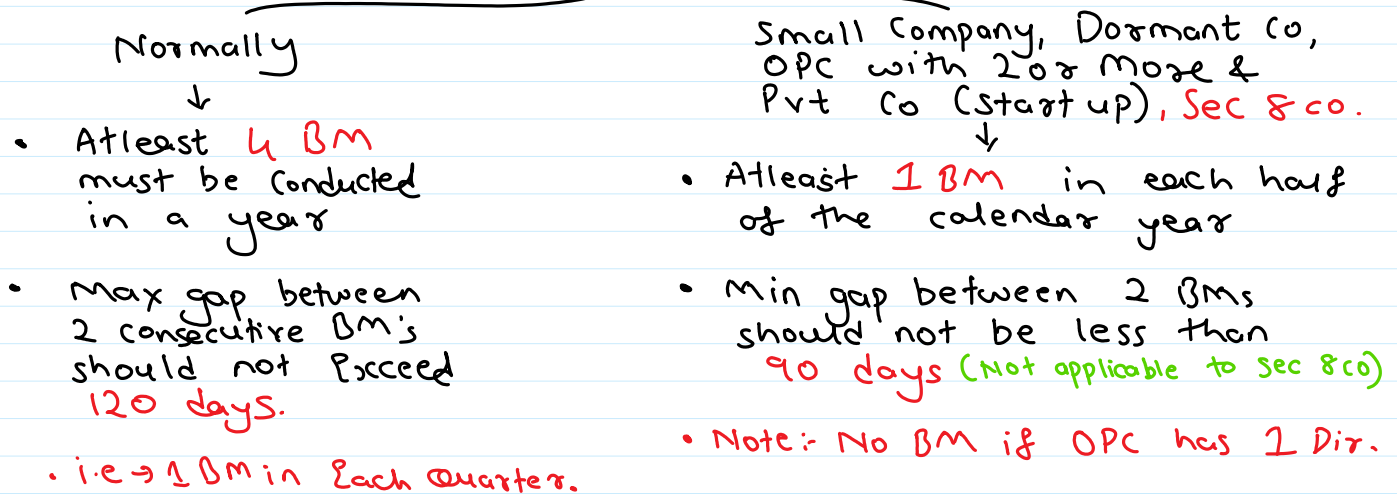 Normally
• Atleast 4 BM
must be Conducted
in a year
• Max gap between
2 consecutive BM's
should not Exceed
120 days.
• i.e → 1 BM in Each Quarter.
Small Company, Dormant Co,
OPC with 2 or More &
Pvt Co (Start up), Sec 8 co.
• Atleast 1 BM in each half
of the calendar year
• Min gap between 2 BMs
should not be less than
90 days (Not applicable to Sec 8 co)
• Note:- No BM if OPC has 1 Dir.